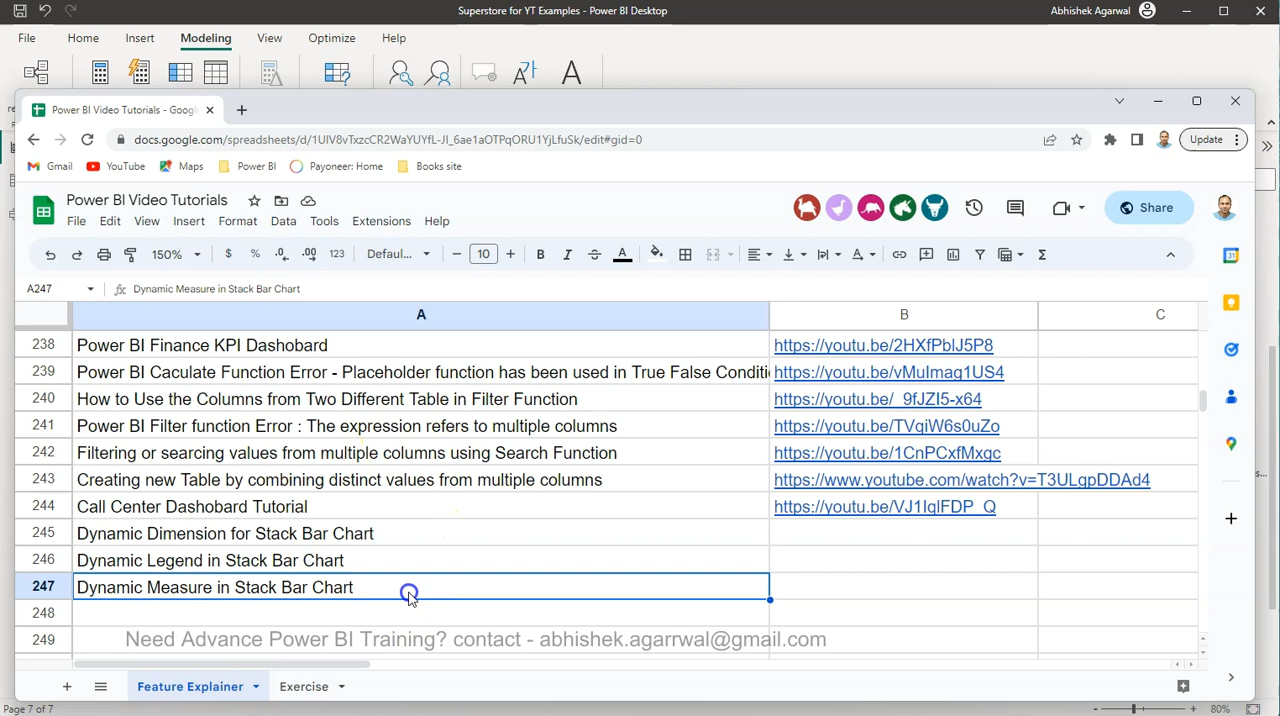 Superstore for YT Examples - Power BI Desktop
Abhishek Agarwal
File Home Insert Modeling View Optimize Help
Power BI Video Tutorials - Goog
docs.google.com/spreadsheets/d/1UIV8vTxzcCR2WaYUYfL-JI_6ae1aOTPqORU1YjLfuSk/edit#gid=0
Update
Gmail YouTube Maps Power BI Payoneer: Home Books site
Power BI Video Tutorials
File Edit View Insert Format Data Tools Extensions Help
Share
150% $ % .0 .00 123 Defaul... 10 B I A
A247 fx Dynamic Measure in Stack Bar Chart
A B C
238 Power BI Finance KPI Dashobard https://youtu.be/2HXfPblJ5P8
239 Power BI Caculate Function Error - Placeholder function has been used in True False Conditi https://youtu.be/vMuImag1US4
240 How to Use the Columns from Two Different Table in Filter Function https://youtu.be/_9fJZI5-x64
241 Power BI Filter function Error : The expression refers to multiple columns https://youtu.be/TVqiW6s0uZo
242 Filtering or searcing values from multiple columns using Search Function https://youtu.be/1CnPCxfMxgc
243 Creating new Table by combining distinct values from multiple columns https://www.youtube.com/watch?v=T3ULgpDDAd4
244 Call Center Dashobard Tutorial https://youtu.be/VJ1IqlFDP_Q
245 Dynamic Dimension for Stack Bar Chart
246 Dynamic Legend in Stack Bar Chart
247 Dynamic Measure in Stack Bar Chart
248
249 Need Advance Power BI Training? contact - abhishek.agarrwal@gmail.com
Feature Explainer Exercise
Page 7 of 7
80%